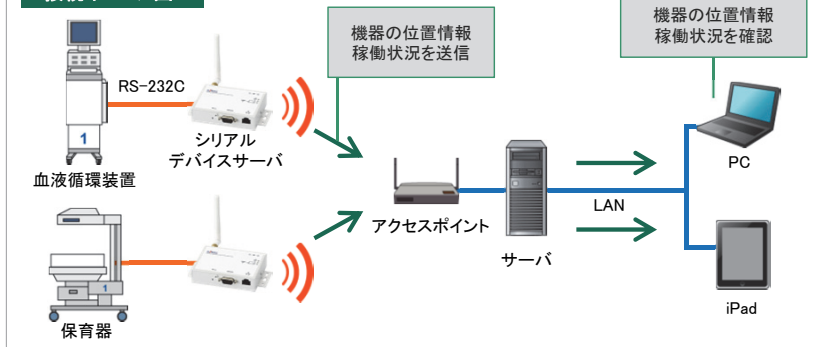 機器の位置情報
稼働状況を送信
機器の位置情報
稼働状況を確認
RS-232C
1
シリアル
デバイスサーバ
血液循環装置
アクセスポイント
サーバ
LAN
PC
1
保育器
iPad